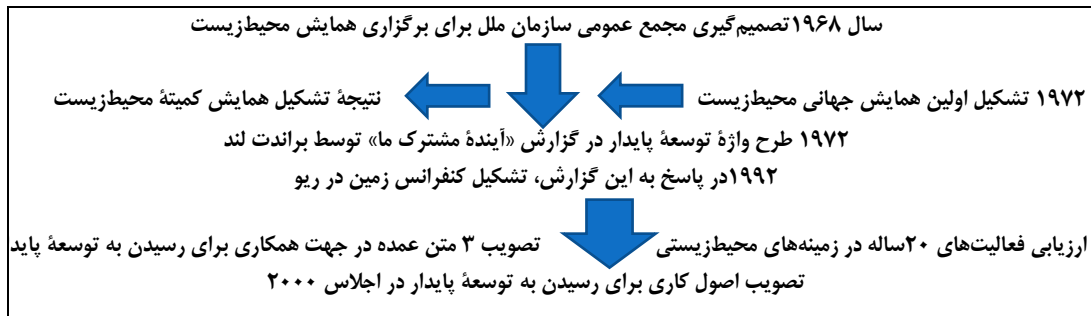 سال ۱۹۶۸تصمیم‌گیری مجمع عمومی سازمان ملل برای برگزاری همایش محیط‌زیست
۱۹۷۲ تشکیل اولین همایش جهانی محیط‌زیست نتیجهٔ تشکیل همایش کمیتهٔ محیط‌زیست
۱۹۷۲ طرح واژهٔ توسعهٔ پایدار در گزارش «آیندهٔ مشترک ما» توسط براندت لند
۱۹۹۲در پاسخ به این گزارش، تشکیل کنفرانس زمین در ریو
ارزیابی فعالیت‌های ۲۰ساله در زمینه‌های محیط‌زیستی تصویب ۳ متن عمده در جهت همکاری برای رسیدن به توسعهٔ پاید
تصویب اصول کاری برای رسیدن به توسعهٔ پایدار در اجلاس ۲۰۰۰